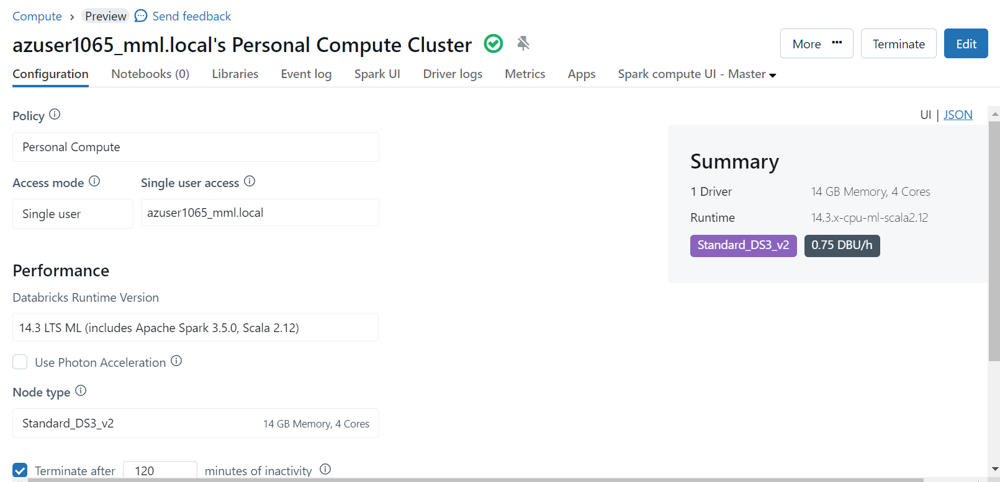 Compute › Preview Send feedback
azuser1065_mml.local's Personal Compute Cluster
More ••• Terminate Edit
Configuration Notebooks (0) Libraries Event log Spark UI Driver logs Metrics Apps Spark compute UI - Master
UI | JSON
Policy
Personal Compute
Access mode Single user access
Single user azuser1065_mml.local
Performance
Databricks Runtime Version
14.3 LTS ML (includes Apache Spark 3.5.0, Scala 2.12)
Use Photon Acceleration
Node type
Standard_DS3_v2 14 GB Memory, 4 Cores
Terminate after 120 minutes of inactivity
Summary
1 Driver 14 GB Memory, 4 Cores
Runtime 14.3.x-cpu-ml-scala2.12
Standard_DS3_v2 0.75 DBU/h